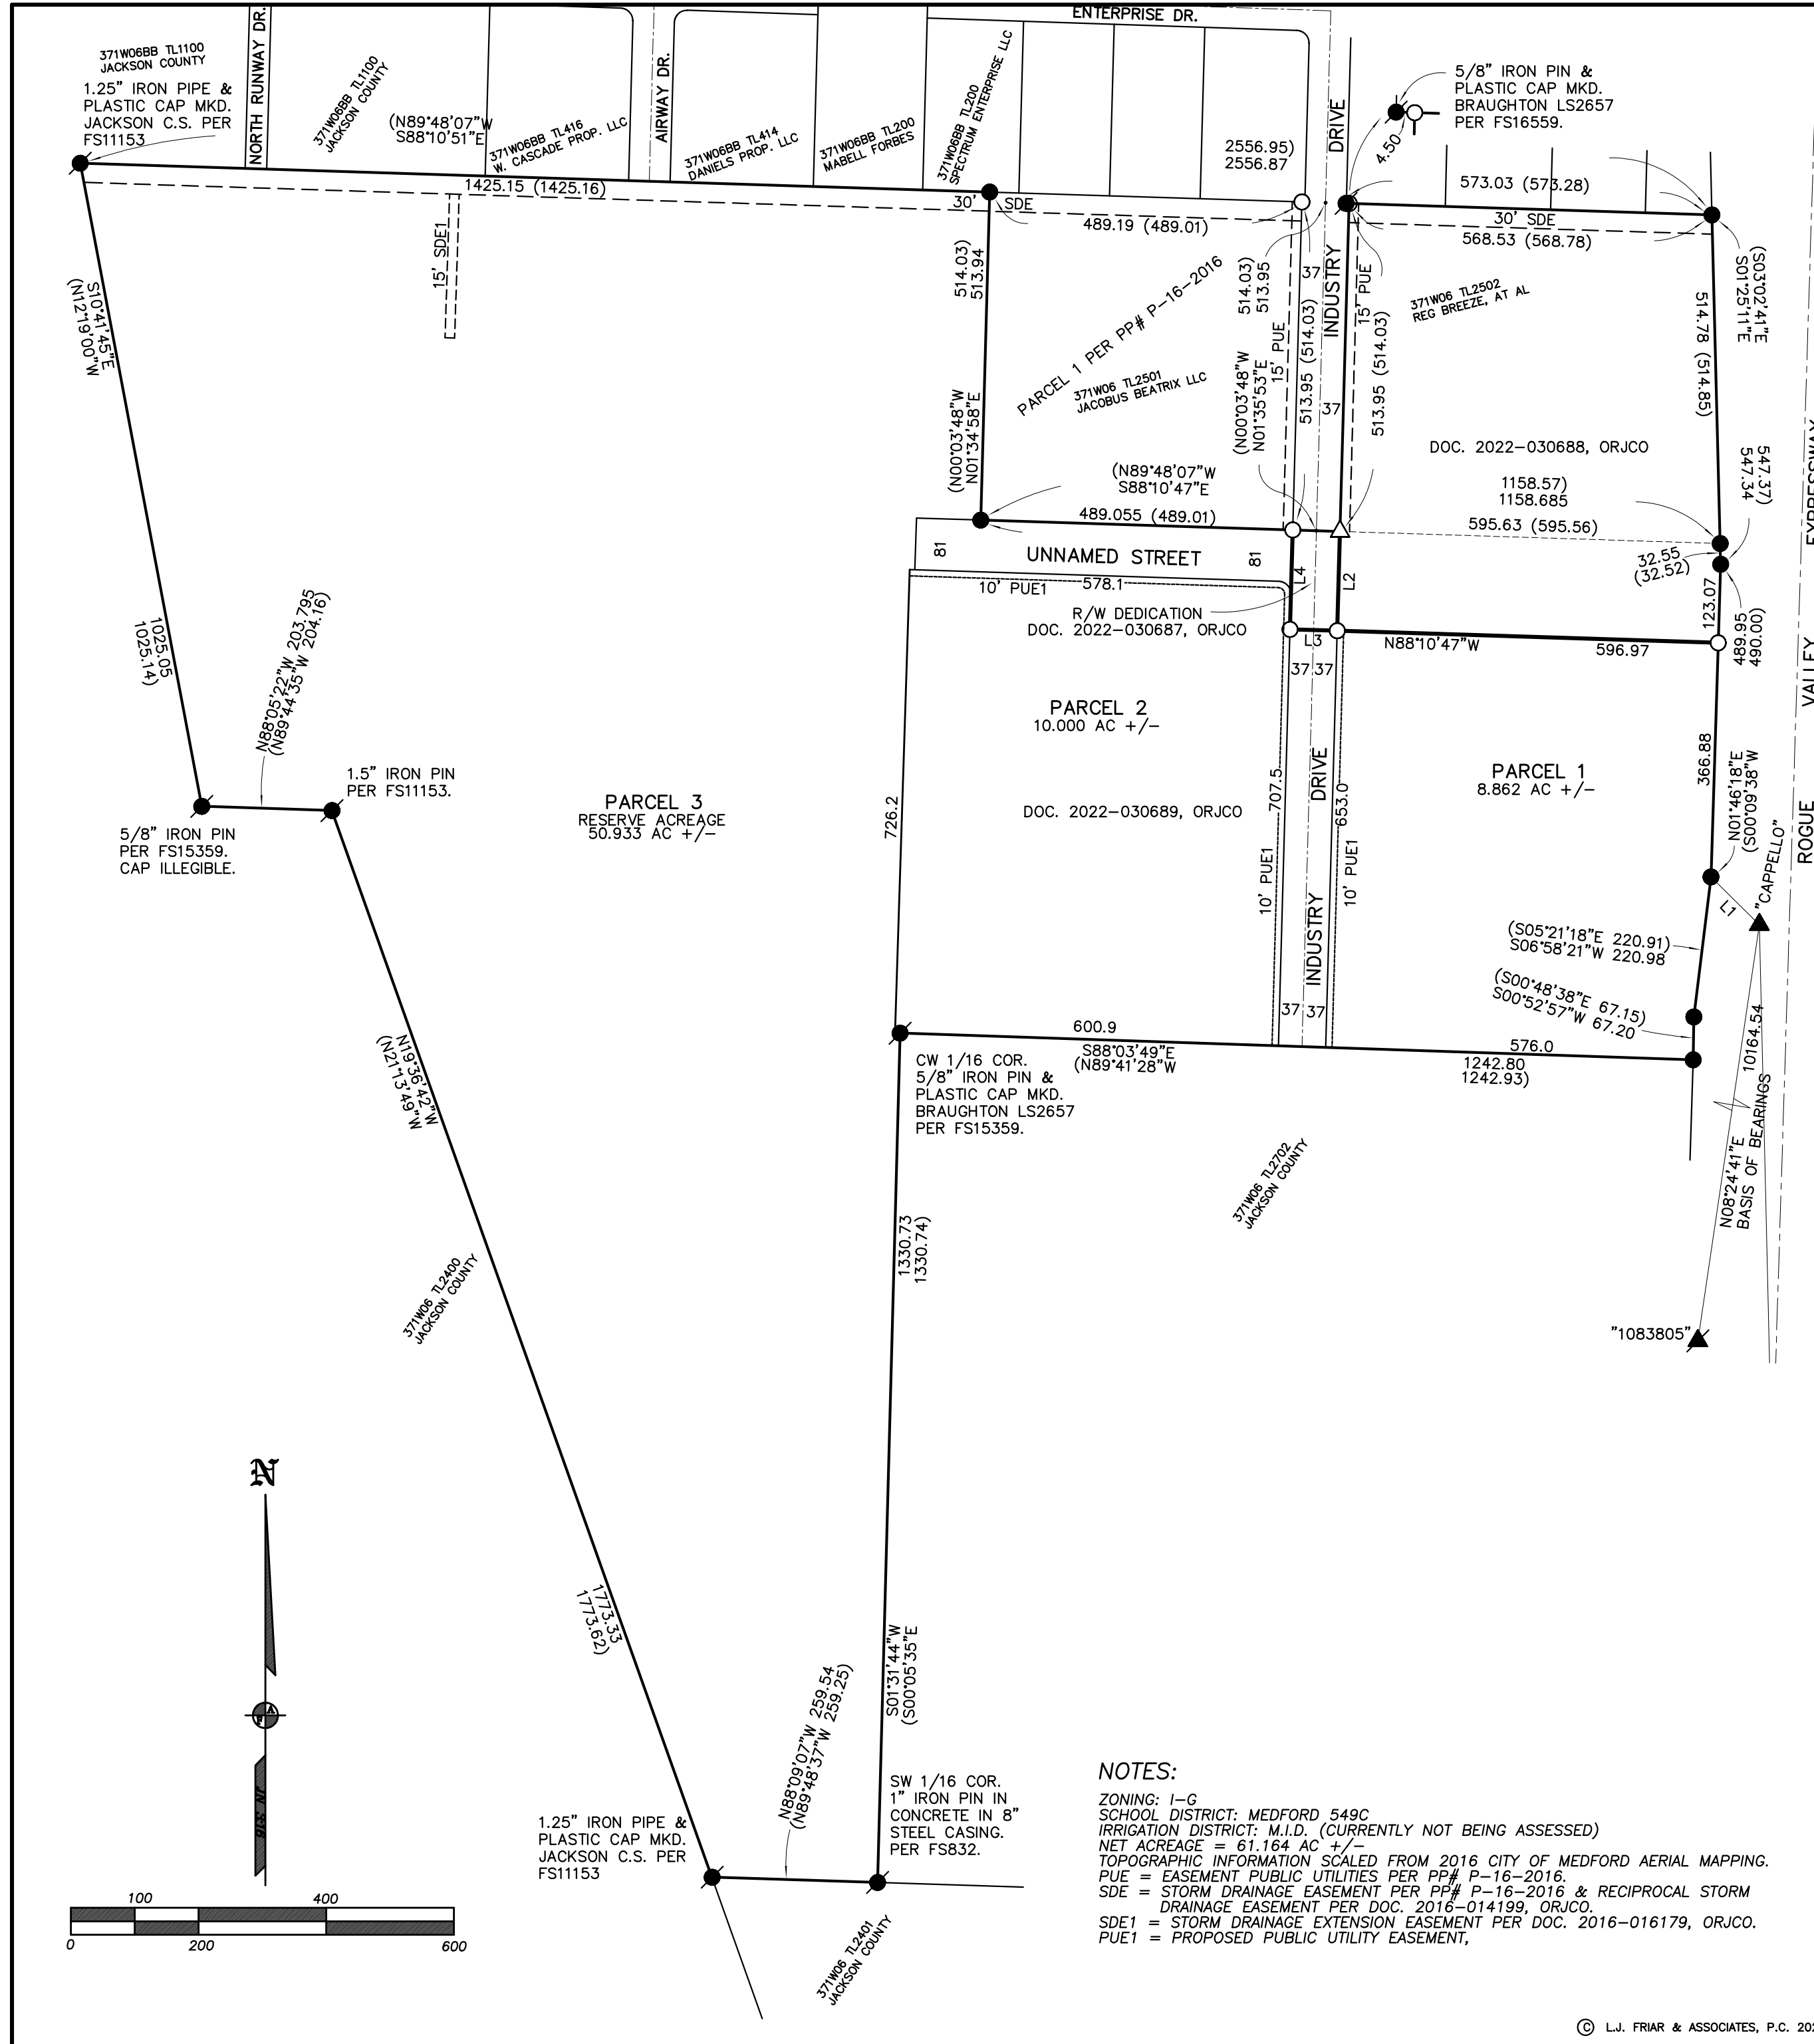 ENTERPRISE DR.
371W06BB TL1100
JACKSON COUNTY
1.25" IRON PIPE &
PLASTIC CAP MKD.
JACKSON C.S. PER
FS11153
NORTH RUNWAY DR.
371W06BB TL1100
JACKSON COUNTY
(N89°48'07"W
S88°10'51"E
371W06BB TL416
W. CASCADE PROP. LLC
AIRWAY DR.
371W06BB TL414
DANIELS PROP. LLC
371W06BB TL200
MABELL FORBES
371W06BB TL200
SPECTRUM ENTERPRISE LLC
2556.95)
2556.87
DRIVE
5/8" IRON PIN &
PLASTIC CAP MKD.
BRAUGHTON LS2657
PER FS16559.
4.50
1425.15 (1425.16)
30' SDE
489.19 (489.01)
573.03 (573.28)
30' SDE
568.53 (568.78)
15' SDE1
514.03)
513.94
PARCEL 1 PER PP# P-16-2016
371W06 TL2501
JACOBUS BEATRIX LLC
514.03)
513.95
15' PUE
37
INDUSTRY
15' PUE
513.95 (514.03)
37
513.95 (514.03)
371W06 TL2502
REG BREEZE, AT AL
(S03°02'41"E
S01°25'11"E
514.78 (514.85)
S10°41'45"E
(N12°19'00"W
(N00°03'48"W
N01°34'58"E
(N00°03'48"W
N01°35'53"E
DOC. 2022-030688, ORJCO
(N89°48'07"W
S88°10'47"E
489.055 (489.01)
1158.57)
1158.685
595.63 (595.56)
547.37)
547.34
EXPRESSWAY
81
UNNAMED STREET
81
L4
L2
32.55
(32.52)
10' PUE1
578.1
R/W DEDICATION
DOC. 2022-030687, ORJCO
L3
N88°10'47"W
596.97
123.07
489.95
490.00)
VALLEY
1025.05
1025.14)
N88°05'22"W 203.795
(N89°44'35"W 204.16)
37 37
PARCEL 2
10.000 AC +/-
366.88
N01°46'18"E
(S00°09'38"W
ROGUE
1.5" IRON PIN
PER FS11153.
PARCEL 3
RESERVE ACREAGE
50.933 AC +/-
726.2
DOC. 2022-030689, ORJCO
707.5
DRIVE
653.0
PARCEL 1
8.862 AC +/-
5/8" IRON PIN
PER FS15359.
CAP ILLEGIBLE.
10' PUE1
INDUSTRY
10' PUE1
L1
"CAPPELLO"
(S05°21'18"E 220.91)
S06°58'21"W 220.98
(S00°48'38"E 67.15)
S00°52'57"W 67.20
37 37
600.9
S88°03'49"E
(N89°41'28"W
576.0
1242.80
1242.93)
CW 1/16 COR.
5/8" IRON PIN &
PLASTIC CAP MKD.
BRAUGHTON LS2657
PER FS15359.
N19°36'42"W
(N21°13'49"W
10164.54
N08°24'41"E
BASIS OF BEARINGS
371W06 TL2702
JACKSON COUNTY
1330.73
1330.74)
371W06 TL2400
JACKSON COUNTY
"1083805"
N
1773.33
1773.62)
S01°31'44"W
(S00°05'35"E
N88°09'07"W 259.54
(N89°48'37"W 259.25)
SW 1/16 COR.
1" IRON PIN IN
CONCRETE IN 8"
STEEL CASING.
PER FS832.
1.25" IRON PIPE &
PLASTIC CAP MKD.
JACKSON C.S. PER
FS11153
371W06 TL2401
JACKSON COUNTY
100 400
0 200 600
NOTES:
ZONING: I-G
SCHOOL DISTRICT: MEDFORD 549C
IRRIGATION DISTRICT: M.I.D. (CURRENTLY NOT BEING ASSESSED)
NET ACREAGE = 61.164 AC +/-
TOPOGRAPHIC INFORMATION SCALED FROM 2016 CITY OF MEDFORD AERIAL MAPPING.
PUE = EASEMENT PUBLIC UTILITIES PER PP# P-16-2016.
SDE = STORM DRAINAGE EASEMENT PER PP# P-16-2016 & RECIPROCAL STORM
DRAINAGE EASEMENT PER DOC. 2016-014199, ORJCO.
SDE1 = STORM DRAINAGE EXTENSION EASEMENT PER DOC. 2016-016179, ORJCO.
PUE1 = PROPOSED PUBLIC UTILITY EASEMENT,
© L.J. FRIAR & ASSOCIATES, P.C.